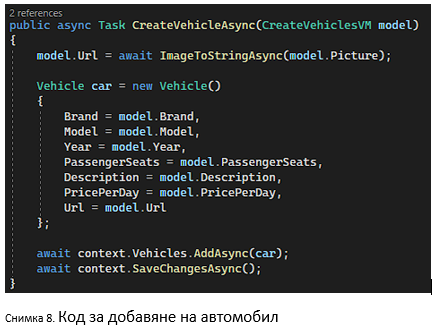 2 references
public async Task CreateVehicleAsync(CreateVehiclesVM model)
{
model.Url = await ImageToStringAsync(model.Picture);
Vehicle car = new Vehicle()
{
Brand = model.Brand,
Model = model.Model,
Year = model.Year,
PassengerSeats = model.PassengerSeats,
Description = model.Description,
PricePerDay = model.PricePerDay,
Url = model.Url
};
await context.Vehicles.AddAsync(car);
await context.SaveChangesAsync();
}
Снимка 8. Код за добавяне на автомобил